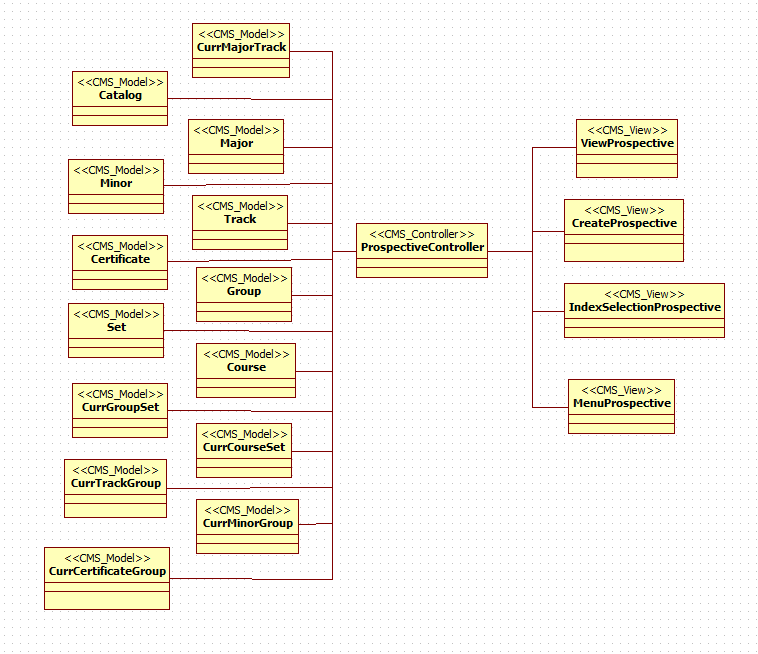 <<CMS_Model>>
CurrMajorTrack
<<CMS_Model>>
Catalog
<<CMS_Model>>
Major
<<CMS_Model>>
Minor
<<CMS_Model>>
Track
<<CMS_Model>>
Certificate
<<CMS_Model>>
Group
<<CMS_Model>>
Set
<<CMS_Model>>
Course
<<CMS_Model>>
CurrGroupSet
<<CMS_Model>>
CurrCourseSet
<<CMS_Model>>
CurrTrackGroup
<<CMS_Model>>
CurrMinorGroup
<<CMS_Model>>
CurrCertificateGroup
<<CMS_Controller>>
ProspectiveController
<<CMS_View>>
ViewProspective
<<CMS_View>>
CreateProspective
<<CMS_View>>
IndexSelectionProspective
<<CMS_View>>
MenuProspective